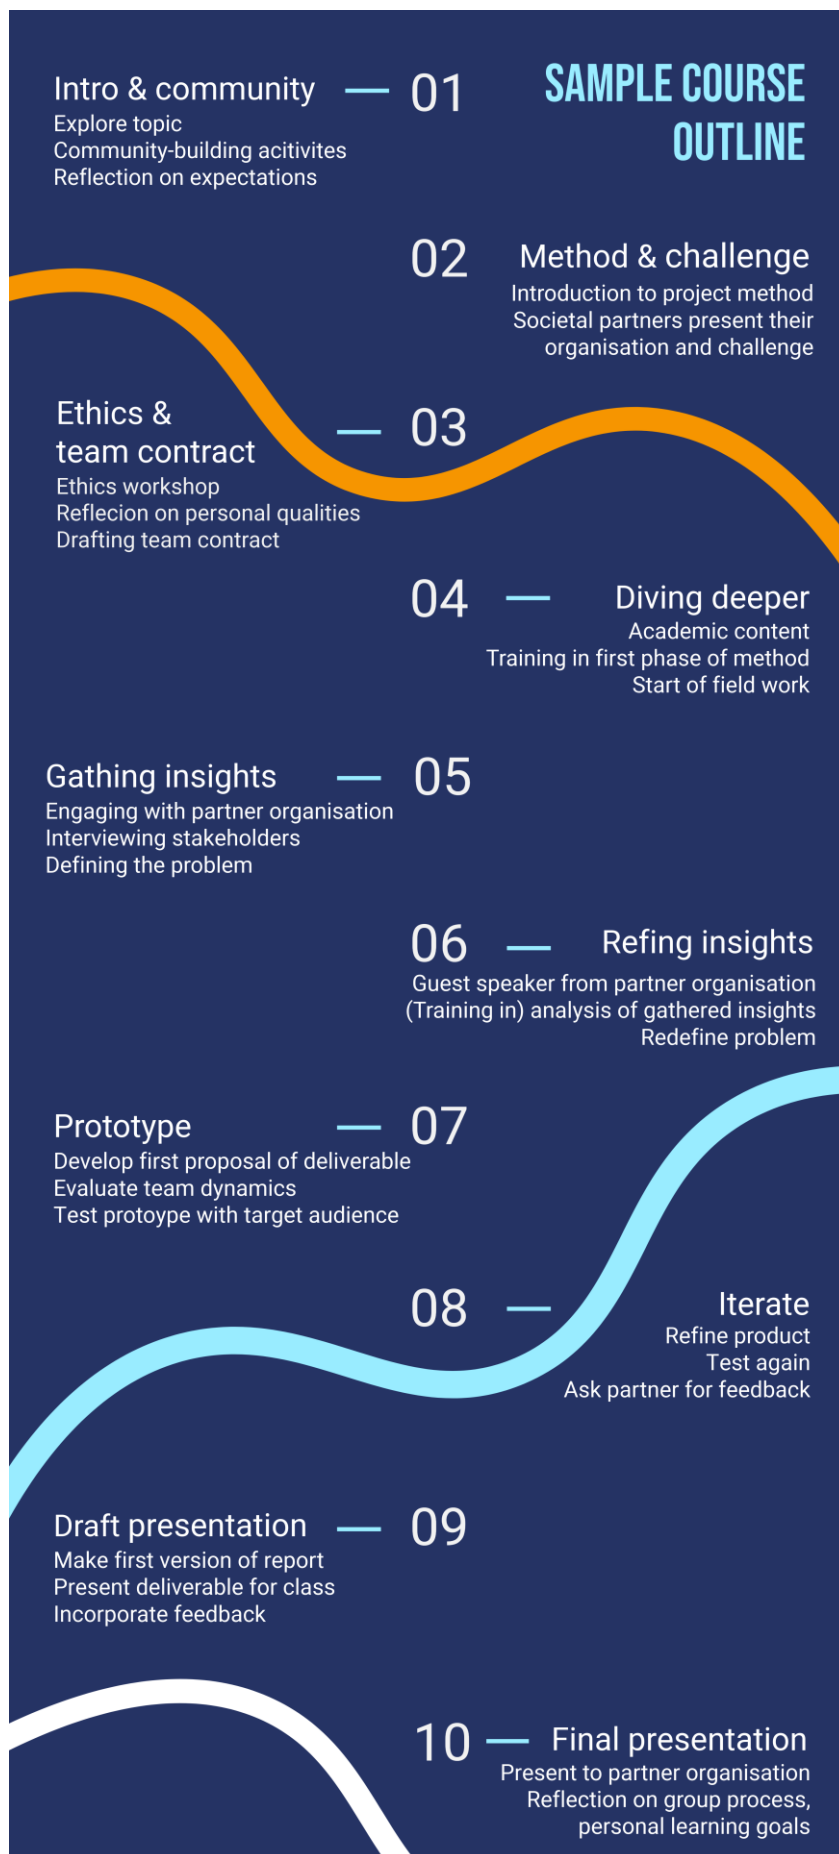 SAMPLE COURSE
OUTLINE
Intro & community
01
Explore topic
Community-building acitivites
Reflection on expectations
02
Method & challenge
Introduction to project method
Societal partners present their
organisation and challenge
Ethics &
team contract
03
Ethics workshop
Reflecion on personal qualities
Drafting team contract
04
Diving deeper
Academic content
Training in first phase of method
Start of field work
Gathing insights
05
Engaging with partner organisation
Interviewing stakeholders
Defining the problem
06
Refing insights
Guest speaker from partner organisation
(Training in) analysis of gathered insights
Redefine problem
Prototype
07
Develop first proposal of deliverable
Evaluate team dynamics
Test protoype with target audience
08
Iterate
Refine product
Test again
Ask partner for feedback
Draft presentation
09
Make first version of report
Present deliverable for class
Incorporate feedback
10
Final presentation
Present to partner organisation
Reflection on group process,
personal learning goals